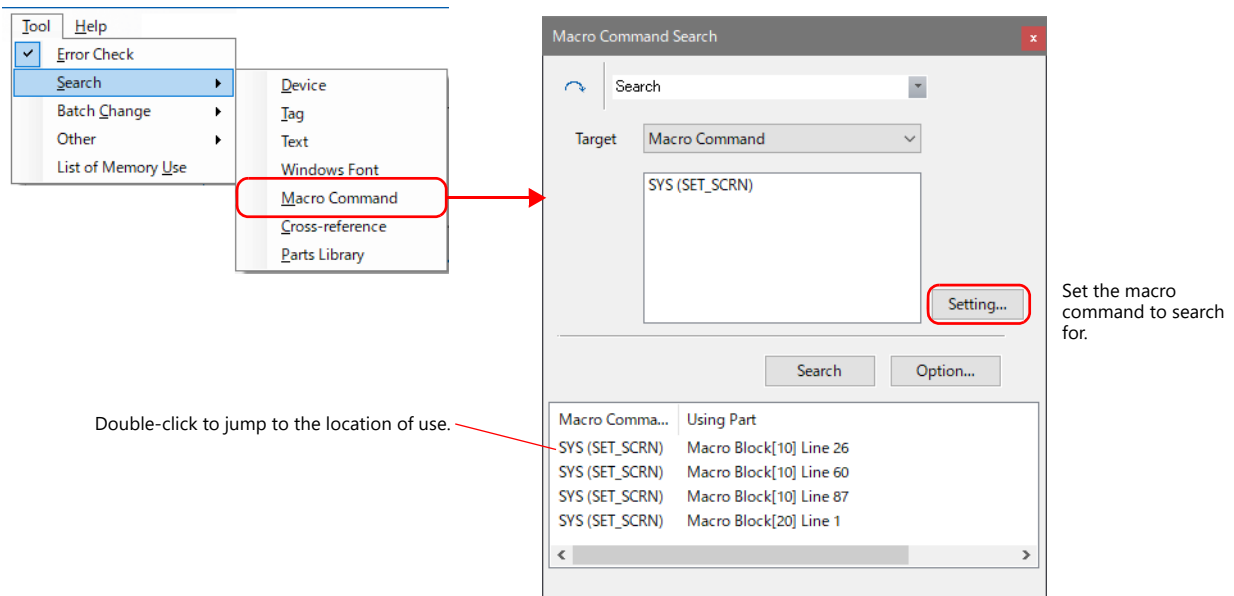 Tool Help
Error Check
Search
Batch Change
Other
List of Memory Use
Device
Tag
Text
Windows Font
Macro Command
Cross-reference
Parts Library
Macro Command Search
x
Search
Target Macro Command
SYS (SET_SCRN)
Setting...
Set the macro
command to search
for.
Search Option...
Double-click to jump to the location of use.
Macro Comma... Using Part
SYS (SET_SCRN) Macro Block[10] Line 26
SYS (SET_SCRN) Macro Block[10] Line 60
SYS (SET_SCRN) Macro Block[10] Line 87
SYS (SET_SCRN) Macro Block[20] Line 1